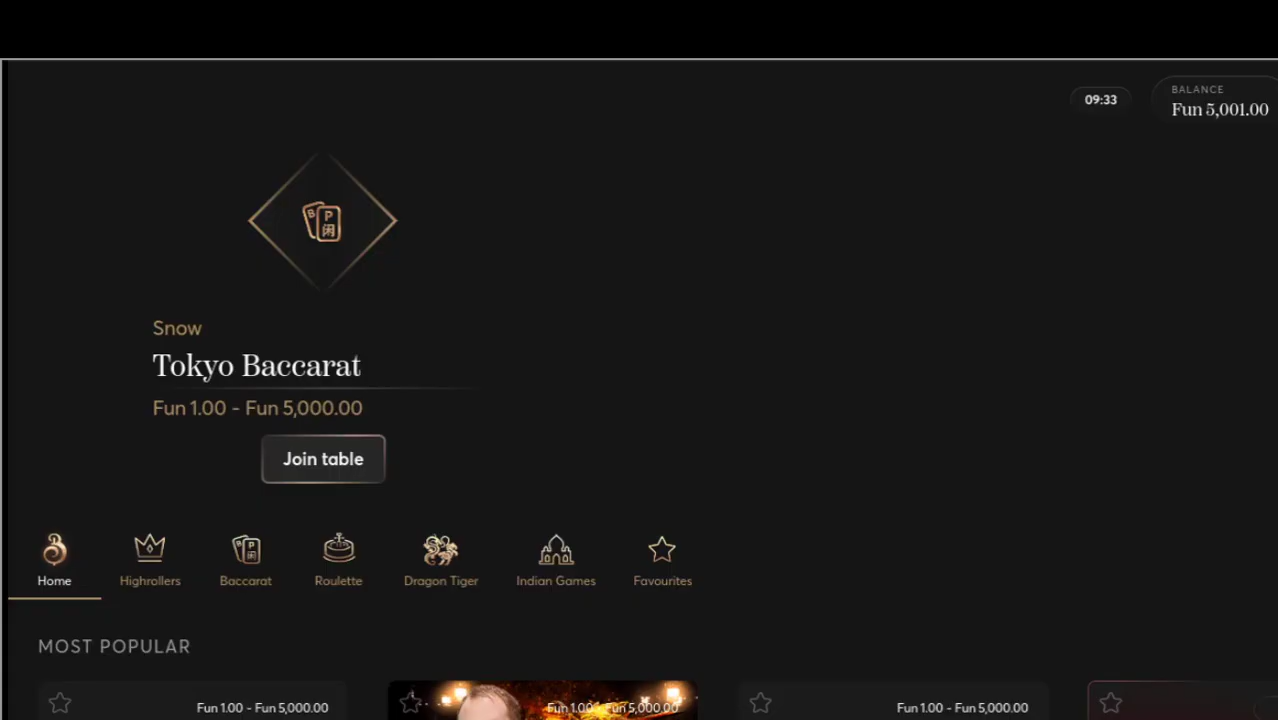 09:33
BALANCE
Fun 5,001.00
B
P
闲
Snow
Tokyo Baccarat
Fun 1.00 - Fun 5,000.00
Join table
Home
Highrollers
Baccarat
Roulette
Dragon Tiger
Indian Games
Favourites
MOST POPULAR
Fun 1.00 - Fun 5,000.00
Fun 1.00 - Fun 5,000.00
Fun 1.00 - Fun 5,000.00